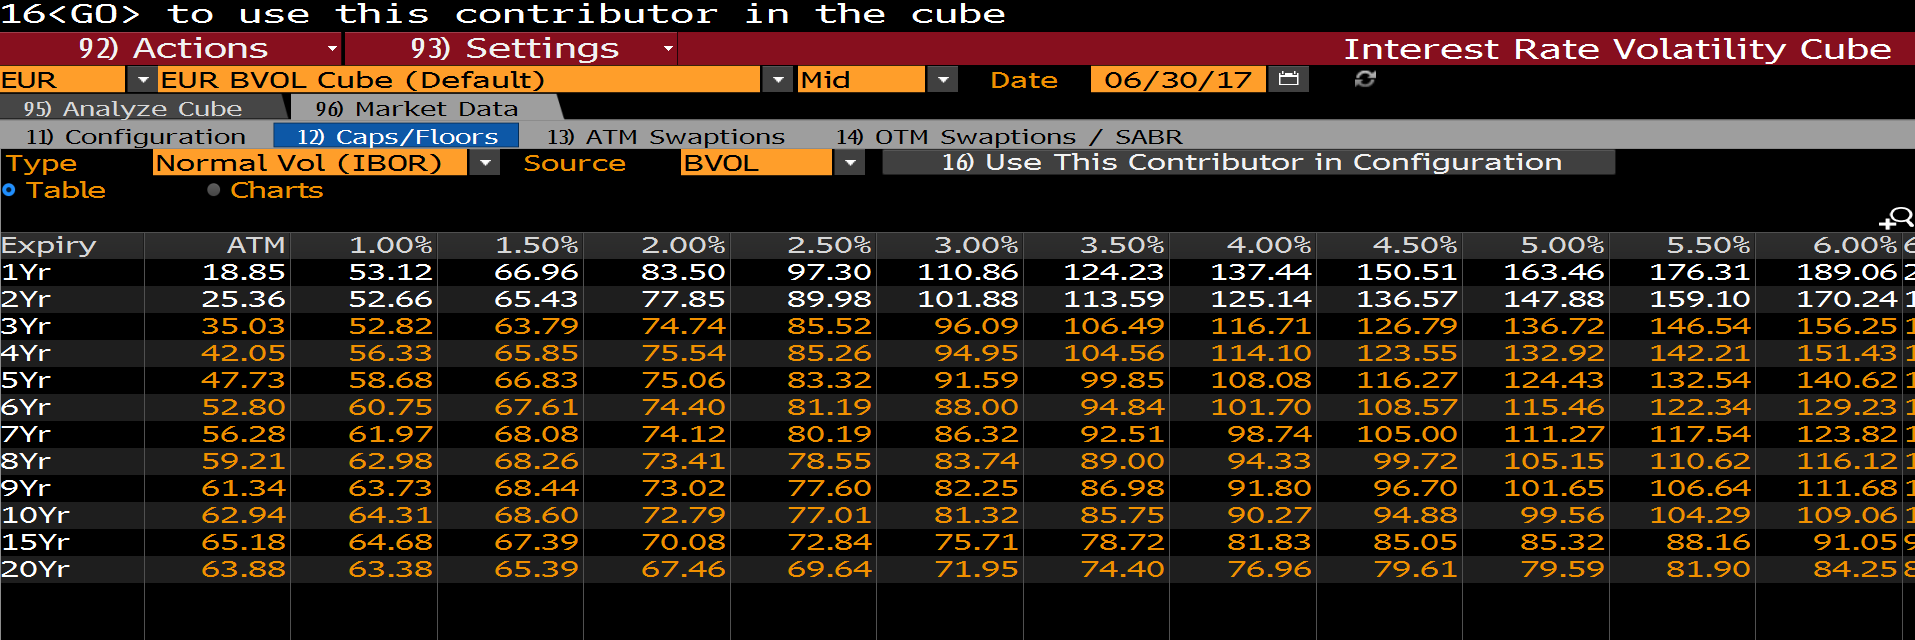 16<GO> to use this contributor in the cube
92) Actions 93) Settings Interest Rate Volatility Cube
EUR EUR BVOL Cube (Default) Mid Date 06/30/17
95) Analyze Cube 96) Market Data
11) Configuration 12) Caps/Floors 13) ATM Swaptions 14) OTM Swaptions / SABR
Type Normal Vol (IBOR) Source BVOL 16) Use This Contributor in Configuration
Table Charts
Expiry ATM 1.00% 1.50% 2.00% 2.50% 3.00% 3.50% 4.00% 4.50% 5.00% 5.50% 6.00% 6
1Yr 18.85 53.12 66.96 83.50 97.30 110.86 124.23 137.44 150.51 163.46 176.31 189.06 2
2Yr 25.36 52.66 65.43 77.85 89.98 101.88 113.59 125.14 136.57 147.88 159.10 170.24 1
3Yr 35.03 52.82 63.79 74.74 85.52 96.09 106.49 116.71 126.79 136.72 146.54 156.25 1
4Yr 42.05 56.33 65.85 75.54 85.26 94.95 104.56 114.10 123.55 132.92 142.21 151.43 1
5Yr 47.73 58.68 66.83 75.06 83.32 91.59 99.85 108.08 116.27 124.43 132.54 140.62 1
6Yr 52.80 60.75 67.61 74.40 81.19 88.00 94.84 101.70 108.57 115.46 122.34 129.23 1
7Yr 56.28 61.97 68.08 74.12 80.19 86.32 92.51 98.74 105.00 111.27 117.54 123.82 1
8Yr 59.21 62.98 68.26 73.41 78.55 83.74 89.00 94.33 99.72 105.15 110.62 116.12 1
9Yr 61.34 63.73 68.44 73.02 77.60 82.25 86.98 91.80 96.70 101.65 106.64 111.68 1
10Yr 62.94 64.31 68.60 72.79 77.01 81.32 85.75 90.27 94.88 99.56 104.29 109.06 1
15Yr 65.18 64.68 67.39 70.08 72.84 75.71 78.72 81.83 85.05 85.32 88.16 91.05 9
20Yr 63.88 63.38 65.39 67.46 69.64 71.95 74.40 76.96 79.61 79.59 81.90 84.25 8